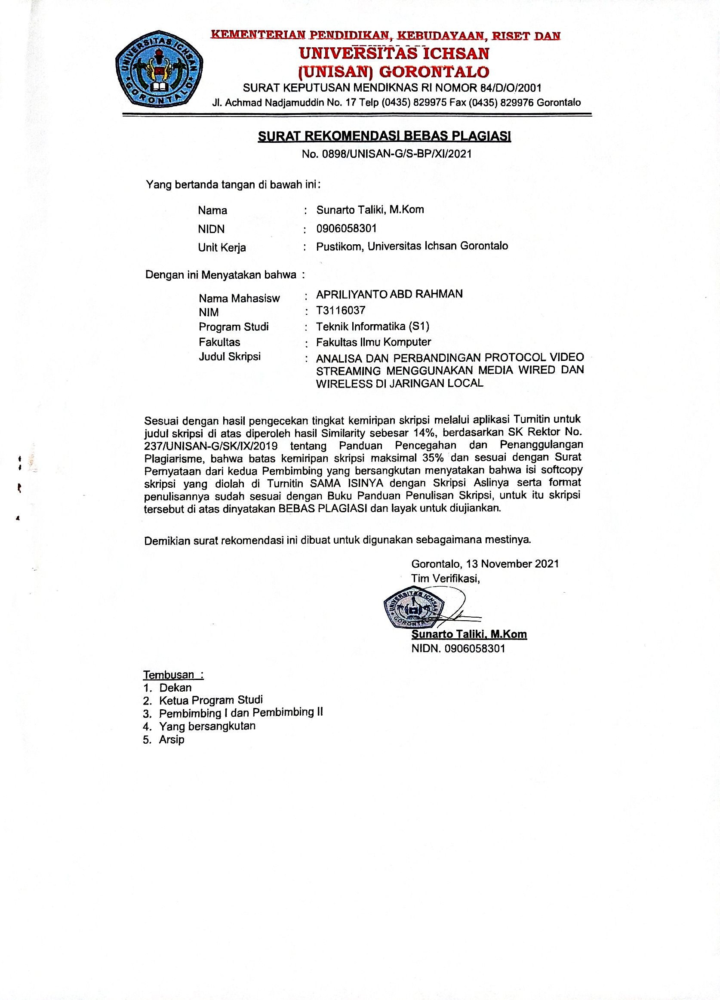 UNIVERSITAS ICHSAN
GORONTALO
KEMENTERIAN PENDIDIKAN, KEBUDAYAAN, RISET DAN
UNIVERSITAS ICHSAN
(UNISAN) GORONTALO
SURAT KEPUTUSAN MENDIKNAS RI NOMOR 84/D/O/2001
Jl. Achmad Nadjamuddin No. 17 Telp (0435) 829975 Fax (0435) 829976 Gorontalo
SURAT REKOMENDASI BEBAS PLAGIASI
No. 0898/UNISAN-G/S-BP/XI/2021
Yang bertanda tangan di bawah ini :
Nama : Sunarto Taliki, M.Kom
NIDN : 0906058301
Unit Kerja : Pustikom, Universitas Ichsan Gorontalo
Dengan ini Menyatakan bahwa :
Nama Mahasisw : APRILIYANTO ABD RAHMAN
NIM : T3116037
Program Studi : Teknik Informatika (S1)
Fakultas : Fakultas Ilmu Komputer
Judul Skripsi : ANALISA DAN PERBANDINGAN PROTOCOL VIDEO
STREAMING MENGGUNAKAN MEDIA WIRED DAN
WIRELESS DI JARINGAN LOCAL
Sesuai dengan hasil pengecekan tingkat kemiripan skripsi melalui aplikasi Turnitin untuk
judul skripsi di atas diperoleh hasil Similarity sebesar 14%, berdasarkan SK Rektor No.
237/UNISAN-G/SK/IX/2019 tentang Panduan Pencegahan dan Penanggulangan
Plagiarisme, bahwa batas kemiripan skripsi maksimal 35% dan sesuai dengan Surat
Pernyataan dari kedua Pembimbing yang bersangkutan menyatakan bahwa isi softcopy
skripsi yang diolah di Turnitin SAMA ISINYA dengan Skripsi Aslinya serta format
penulisannya sudah sesuai dengan Buku Panduan Penulisan Skripsi, untuk itu skripsi
tersebut di atas dinyatakan BEBAS PLAGIASI dan layak untuk diujiankan.
Demikian surat rekomendasi ini dibuat untuk digunakan sebagaimana mestinya.
Gorontalo, 13 November 2021
Tim Verifikasi,
UNIVERSITAS ICHSAN
GORONTALO
Sunarto Taliki, M.Kom
NIDN. 0906058301
Tembusan :
1. Dekan
2. Ketua Program Studi
3. Pembimbing I dan Pembimbing II
4. Yang bersangkutan
5. Arsip